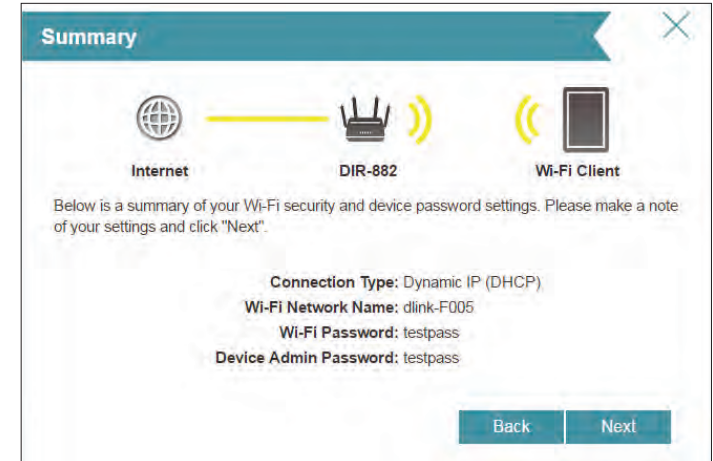 Summary
Internet
DIR-882
Wi-Fi Client
Below is a summary of your Wi-Fi security and device password settings. Please make a note
of your settings and click "Next".
Connection Type: Dynamic IP (DHCP)
Wi-Fi Network Name: dlink-F005
Wi-Fi Password: testpass
Device Admin Password: testpass
Back
Next